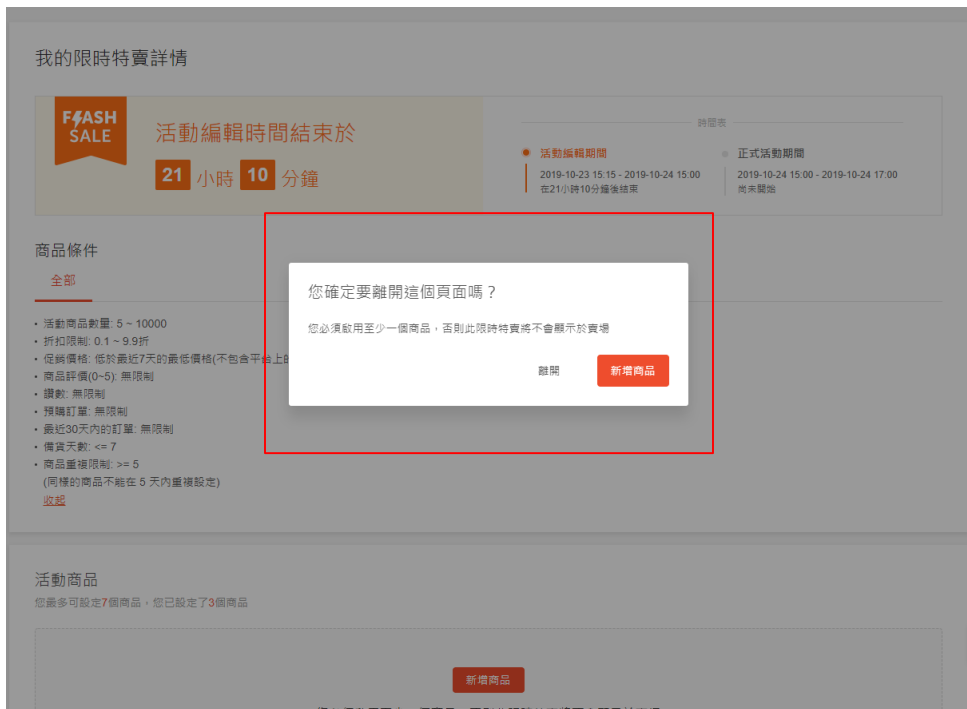 我的限時特賣詳情
FLASH
SALE
活動編輯時間結束於
21 小時 10 分鐘
時間表
活動編輯期間
2019-10-23 15:15 - 2019-10-24 15:00
在21小時10分鐘後結束
正式活動期間
2019-10-24 15:00 - 2019-10-24 17:00
尚未開始
商品條件
全部
• 活動商品數量: 5 ~ 10000
• 折扣限制: 0.1 ~ 9.9折
• 促銷價格: 低於最近7天的最低價格(不包含平台上的
• 商品評價(0~5): 無限制
• 讚數: 無限制
• 預購訂單: 無限制
• 最近30天內的訂單: 無限制
• 備貨天數: <= 7
• 商品重複限制: >= 5
(同樣的商品不能在 5 天內重複設定)
收起
您確定要離開這個頁面嗎？
您必須啟用至少一個商品，否則此限時特賣將不會顯示於賣場
離開
新增商品
活動商品
您最多可設定7個商品，您已設定了3個商品
新增商品